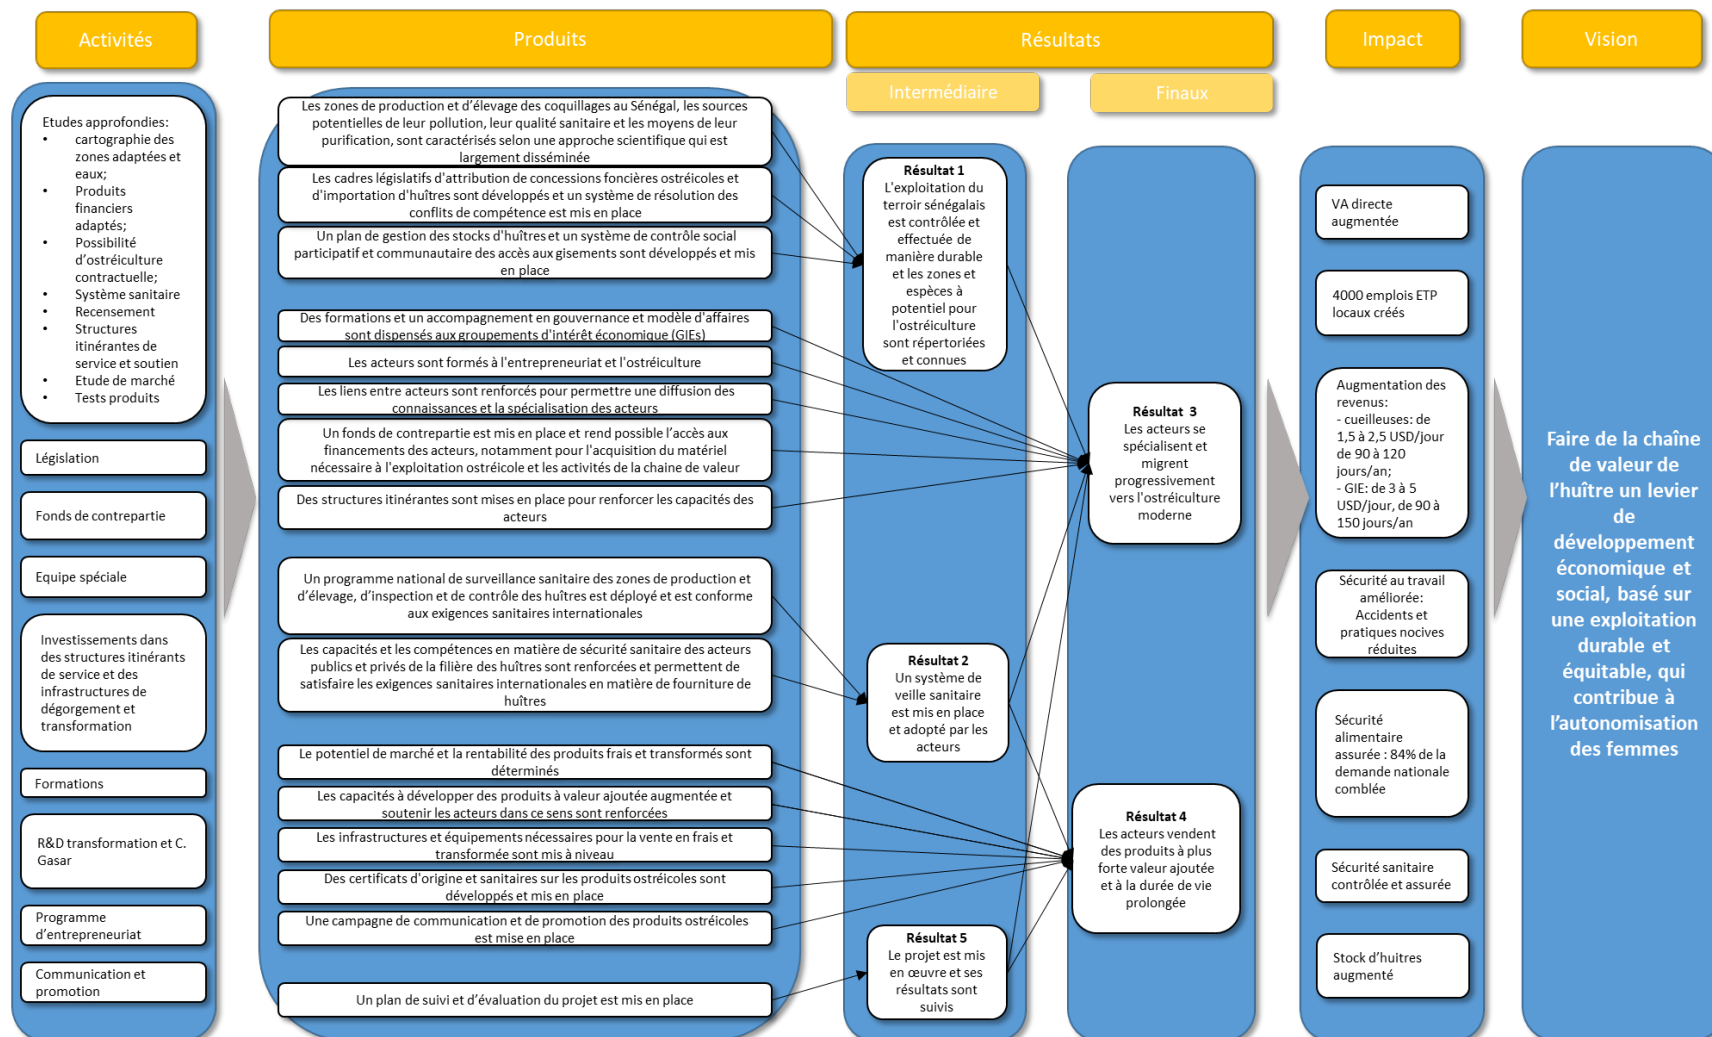 Activités
Produits
Résultats
Impact
Vision
Intermédiaire
Finaux
Etudes approfondies:
• cartographie des
zones adaptées et
eaux;
• Produits
financiers
adaptés;
• Possibilité
d'ostréiculture
contractuelle;
• Système sanitaire
• Recensement
• Structures
itinérantes de
service et soutien
• Etude de marché
• Tests produits
Législation
Fonds de contrepartie
Equipe spéciale
Investissements dans
des structures itinérants
de service et des
infrastructures de
dégorgement et
transformation
Formations
R&D transformation et C.
Gasar
Programme
d'entrepreneuriat
Communication et
promotion
Les zones de production et d'élevage des coquillages au Sénégal, les sources
potentielles de leur pollution, leur qualité sanitaire et les moyens de leur
purification, sont caractérisés selon une approche scientifique qui est
largement disséminée
Les cadres législatifs d'attribution de concessions foncières ostréicoles et
d'importation d'huîtres sont développés et un système de résolution des
conflits de compétence est mis en place
Un plan de gestion des stocks d'huîtres et un système de contrôle social
participatif et communautaire des accès aux gisements sont développés et mis
en place
Des formations et un accompagnement en gouvernance et modèle d'affaires
sont dispensés aux groupements d'intérêt économique (GIEs)
Les acteurs sont formés à l'entrepreneuriat et l'ostréiculture
Les liens entre acteurs sont renforcés pour permettre une diffusion des
connaissances et la spécialisation des acteurs
Un fonds de contrepartie est mis en place et rend possible l'accès aux
financements des acteurs, notamment pour l'acquisition du matériel
nécessaire à l'exploitation ostréicole et les activités de la chaine de valeur
Des structures itinérantes sont mises en place pour renforcer les capacités des
acteurs
Un programme national de surveillance sanitaire des zones de production et
d'élevage, d'inspection et de contrôle des huîtres est déployé et est conforme
aux exigences sanitaires internationales
Les capacités et les compétences en matière de sécurité sanitaire des acteurs
publics et privés de la filière des huîtres sont renforcées et permettent de
satisfaire les exigences sanitaires internationales en matière de fourniture de
huîtres
Le potentiel de marché et la rentabilité des produits frais et transformés sont
déterminés
Les capacités à développer des produits à valeur ajoutée augmentée et
soutenir les acteurs dans ce sens sont renforcées
Les infrastructures et équipements nécessaires pour la vente en frais et
transformée sont mis à niveau
Des certificats d'origine et sanitaires sur les produits ostréicoles sont
développés et mis en place
Une campagne de communication et de promotion des produits ostréicoles
est mise en place
Un plan de suivi et d'évaluation du projet est mis en place
Résultat 1
L'exploitation du
terroir sénégalais
est contrôlée et
effectuée de
manière durable
et les zones et
espèces à
potentiel pour
l'ostréiculture
sont répertoriées
et connues
Résultat 2
Un système de
veille sanitaire
est mis en place
et adopté par les
acteurs
Résultat 5
Le projet est mis
en œuvre et ses
résultats sont
suivis
Résultat 3
Les acteurs se
spécialisent et
migrent
progressivement
vers l'ostréiculture
moderne
Résultat 4
Les acteurs vendent
des produits à plus
forte valeur ajoutée
et à la durée de vie
prolongée
VA directe
augmentée
4000 emplois ETP
locaux créés
Augmentation des
revenus:
- cueilleuses: de
1,5 à 2,5 USD/jour
de 90 à 120
jours/an;
- GIE: de 3 à 5
USD/jour, de 90 à
150 jours/an
Sécurité au travail
améliorée:
Accidents et
pratiques nocives
réduites
Sécurité
alimentaire
assurée : 84% de la
demande nationale
comblée
Sécurité sanitaire
contrôlée et assurée
Stock d'huitres
augmenté
Faire de la chaîne
de valeur de
l'huître un levier
de
développement
économique et
social, basé sur
une exploitation
durable et
équitable, qui
contribue à
l'autonomisation
des femmes